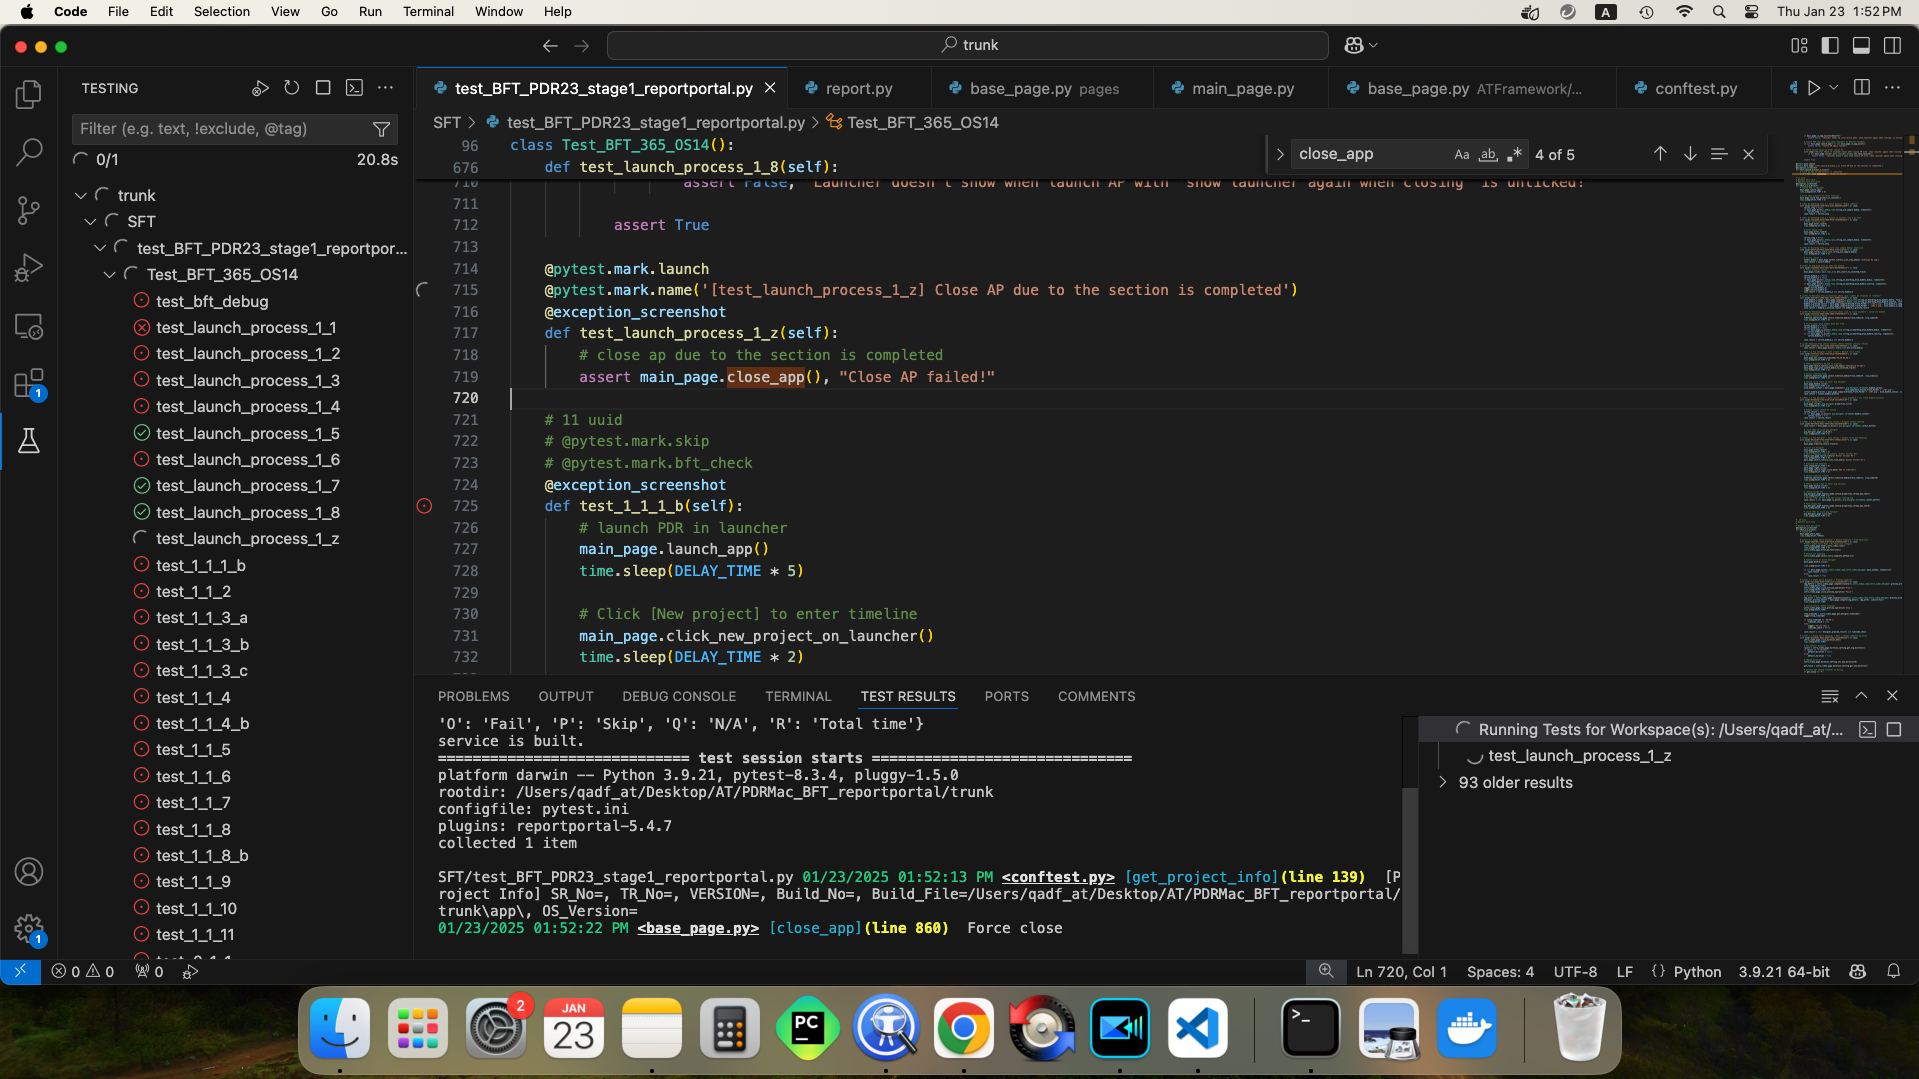 Code File Edit Selection View Go Run Terminal Window Help
A Thu Jan 23 1:52 PM
trunk
TESTING
test_BFT_PDR23_stage1_reportportal.py
report.py
base_page.py pages
main_page.py
base_page.py ATFramework/...
conftest.py
Filter (e.g. text, !exclude, @tag)
0/1 20.8s
SFT > test_BFT_PDR23_stage1_reportportal.py > Test_BFT_365_OS14
close_app Aa ab 4 of 5
trunk
SFT
test_BFT_PDR23_stage1_reportpor...
Test_BFT_365_OS14
test_bft_debug
test_launch_process_1_1
test_launch_process_1_2
test_launch_process_1_3
test_launch_process_1_4
test_launch_process_1_5
test_launch_process_1_6
test_launch_process_1_7
test_launch_process_1_8
test_launch_process_1_z
test_1_1_1_b
test_1_1_2
test_1_1_3_a
test_1_1_3_b
test_1_1_3_c
test_1_1_4
test_1_1_4_b
test_1_1_5
test_1_1_6
test_1_1_7
test_1_1_8
test_1_1_8_b
test_1_1_9
test_1_1_10
test_1_1_11
96 class Test_BFT_365_OS14():
676 def test_launch_process_1_8(self):
710 assert False, "Launcher doesn't show when launch AP with 'show launcher again when closing' is unticked!"
711
712 assert True
713
714 @pytest.mark.launch
715 @pytest.mark.name('[test_launch_process_1_z] Close AP due to the section is completed')
716 @exception_screenshot
717 def test_launch_process_1_z(self):
718 # close ap due to the section is completed
719 assert main_page.close_app(), "Close AP failed!"
720
721 # 11 uuid
722 # @pytest.mark.skip
723 # @pytest.mark.bft_check
724 @exception_screenshot
725 def test_1_1_1_b(self):
726 # launch PDR in launcher
727 main_page.launch_app()
728 time.sleep(DELAY_TIME * 5)
729
730 # Click [New project] to enter timeline
731 main_page.click_new_project_on_launcher()
732 time.sleep(DELAY_TIME * 2)
PROBLEMS OUTPUT DEBUG CONSOLE TERMINAL TEST RESULTS PORTS COMMENTS
'O': 'Fail', 'P': 'Skip', 'Q': 'N/A', 'R': 'Total time'}
service is built.
============================= test session starts ==============================
platform darwin -- Python 3.9.21, pytest-8.3.4, pluggy-1.5.0
rootdir: /Users/qadf_at/Desktop/AT/PDRMac_BFT_reportportal/trunk
configfile: pytest.ini
plugins: reportportal-5.4.7
collected 1 item
SFT/test_BFT_PDR23_stage1_reportportal.py 01/23/2025 01:52:13 PM <conftest.py> [get_project_info](line 139) [P
roject Info] SR_No=, TR_No=, VERSION=, Build_No=, Build_File=/Users/qadf_at/Desktop/AT/PDRMac_BFT_reportportal/
trunk\app\, OS_Version=
01/23/2025 01:52:22 PM <base_page.py> [close_app](line 860) Force close
Running Tests for Workspace(s): /Users/qadf_at/...
test_launch_process_1_z
93 older results
1
1
0 0 0
Ln 720, Col 1 Spaces: 4 UTF-8 LF {} Python 3.9.21 64-bit
2
JAN
23
PC
>_